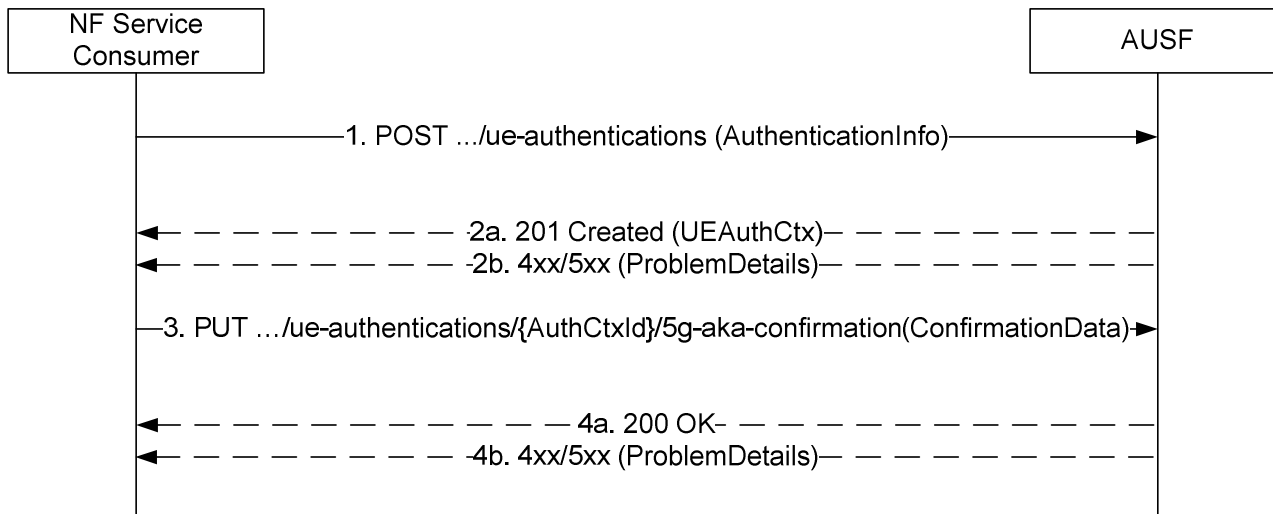 NF Service
Consumer
AUSF
1. POST .../ue-authentications (AuthenticationInfo)
2a. 201 Created (UEAuthCtx)
2b. 4xx/5xx (ProblemDetails)
3. PUT .../ue-authentications/{AuthCtxId}/5g-aka-confirmation(ConfirmationData)
4a. 200 OK
4b. 4xx/5xx (ProblemDetails)